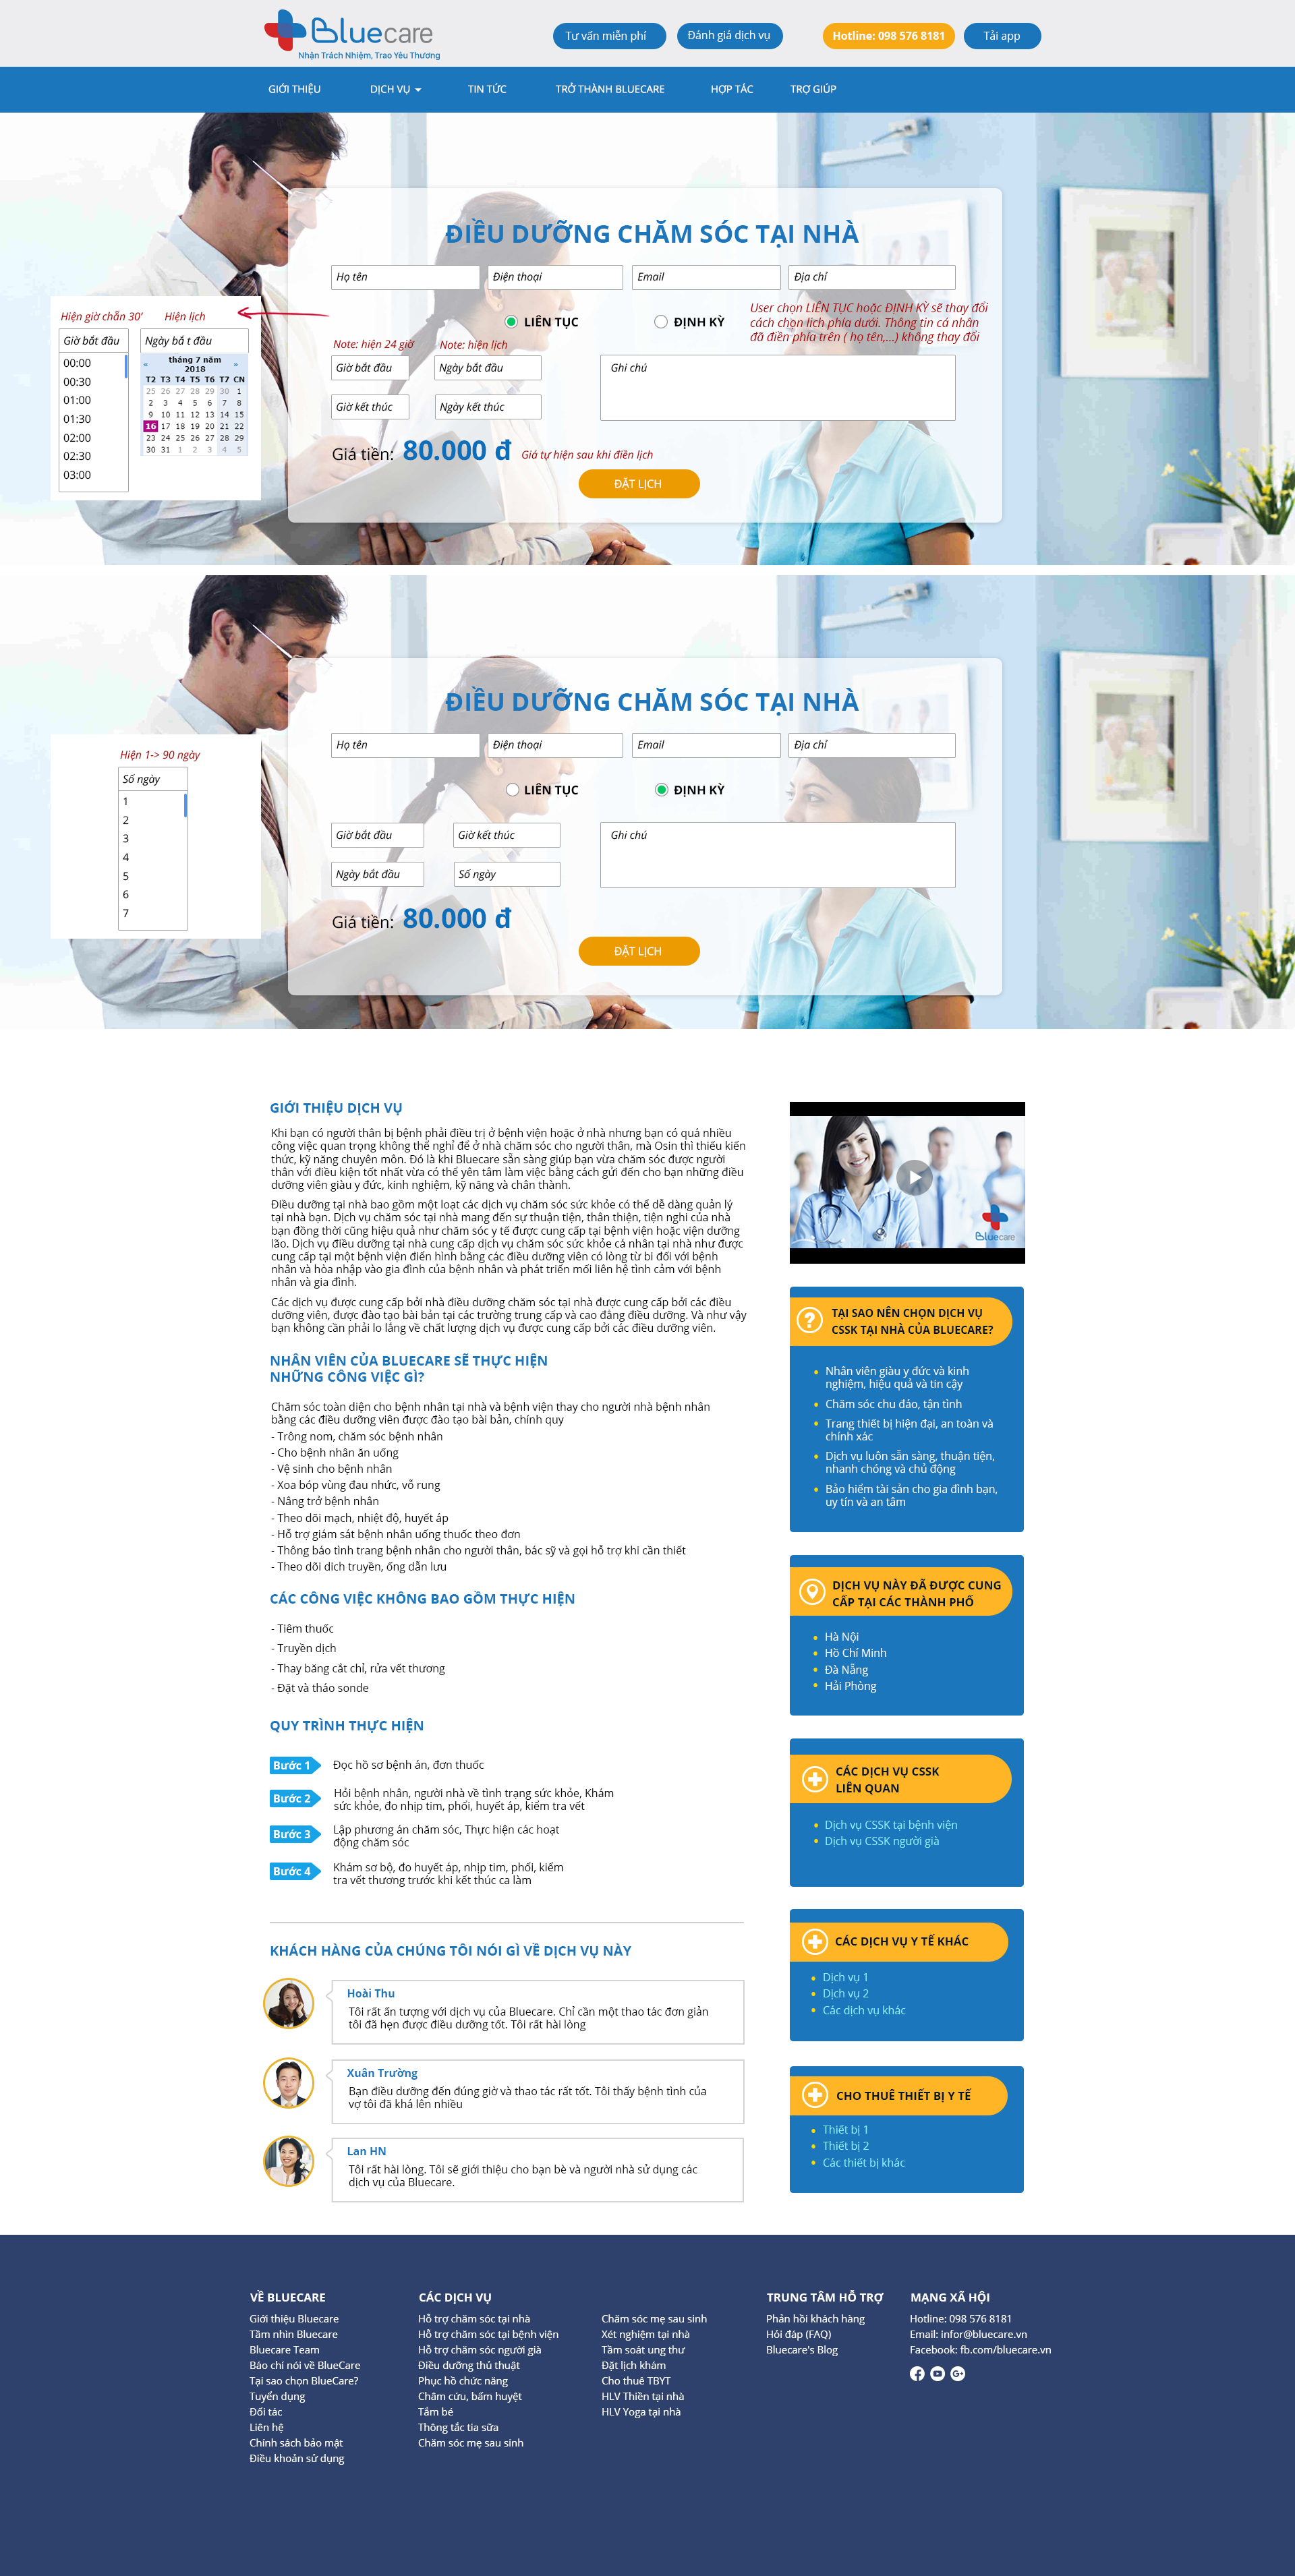 Bluecare
Nhận Trách Nhiệm, Trao Yêu Thương
Tư vấn miễn phí
Đánh giá dịch vụ
Hotline: 098 576 8181
Tải app
GIỚI THIỆU
DỊCH VỤ
TIN TỨC
TRỞ THÀNH BLUECARE
HỢP TÁC
TRỢ GIÚP
ĐIỀU DƯỠNG CHĂM SÓC TẠI NHÀ
Họ tên
Điện thoại
Email
Địa chỉ
LIÊN TỤC
ĐỊNH KỲ
User chọn LIÊN TỤC hoặc ĐỊNH KỲ sẽ thay đổi
cách chọn lich phía dưới. Thông tin cá nhân
đã điền phía trên ( họ tên,...) không thay đổi
Hiện giờ chẵn 30'
Hiện lịch
Giờ bắt đầu
Ngày bắ t đầu
00:00
00:30
01:00
01:30
02:00
02:30
03:00
« tháng 7 năm 2018 »
T2 T3 T4 T5 T6 T7 CN
25 26 27 28 29 30 1
2 3 4 5 6 7 8
9 10 11 12 13 14 15
16 17 18 19 20 21 22
23 24 25 26 27 28 29
30 31 1 2 3 4 5
Note: hiện 24 giờ
Note: hiện lịch
Giờ bắt đầu
Ngày bắt đầu
Ghi chú
Giờ kết thúc
Ngày kết thúc
Giá tiền: 80.000 đ
Giá tự hiện sau khi điền lịch
ĐẶT LỊCH
ĐIỀU DƯỠNG CHĂM SÓC TẠI NHÀ
Họ tên
Điện thoại
Email
Địa chỉ
Hiện 1-> 90 ngày
Số ngày
1
2
3
4
5
6
7
LIÊN TỤC
ĐỊNH KỲ
Giờ bắt đầu
Giờ kết thúc
Ghi chú
Ngày bắt đầu
Số ngày
Giá tiền: 80.000 đ
ĐẶT LỊCH
GIỚI THIỆU DỊCH VỤ
Khi bạn có người thân bị bệnh phải điều trị ở bệnh viện hoặc ở nhà nhưng bạn có quá nhiều
công việc quan trọng không thể nghỉ để ở nhà chăm sóc cho người thân, mà Osin thì thiếu kiến
thức, kỹ năng chuyên môn. Đó là khi Bluecare sẵn sàng giúp bạn vừa chăm sóc được người
thân với điều kiện tốt nhất vừa có thể yên tâm làm việc bằng cách gửi đến cho bạn những điều
dưỡng viên giàu y đức, kinh nghiệm, kỹ năng và chân thành.
Điều dưỡng tại nhà bao gồm một loạt các dịch vụ chăm sóc sức khỏe có thể dễ dàng quản lý
tại nhà bạn. Dịch vụ chăm sóc tại nhà mang đến sự thuận tiện, thân thiện, tiện nghi của nhà
bạn đồng thời cũng hiệu quả như chăm sóc y tế được cung cấp tại bệnh viện hoặc viện dưỡng
lão. Dịch vụ điều dưỡng tại nhà cung cấp dịch vụ chăm sóc sức khỏe cá nhân tại nhà như được
cung cấp tại một bệnh viện điển hình bằng các điều dưỡng viên có lòng từ bi đối với bệnh
nhân và hòa nhập vào gia đình của bệnh nhân và phát triển mối liên hệ tình cảm với bệnh
nhân và gia đình.
Các dịch vụ được cung cấp bởi nhà điều dưỡng chăm sóc tại nhà được cung cấp bởi các điều
dưỡng viên, được đào tạo bài bản tại các trường trung cấp và cao đẳng điều dưỡng. Và như vậy
bạn không cần phải lo lắng về chất lượng dịch vụ được cung cấp bởi các điều dưỡng viên.
NHÂN VIÊN CỦA BLUECARE SẼ THỰC HIỆN
NHỮNG CÔNG VIỆC GÌ?
Chăm sóc toàn diện cho bệnh nhân tại nhà và bệnh viện thay cho người nhà bệnh nhân
bằng các điều dưỡng viên được đào tạo bài bản, chính quy
- Trông nom, chăm sóc bệnh nhân
- Cho bệnh nhân ăn uống
- Vệ sinh cho bệnh nhân
- Xoa bóp vùng đau nhức, vỗ rung
- Nâng trở bệnh nhân
- Theo dõi mạch, nhiệt độ, huyết áp
- Hỗ trợ giám sát bệnh nhân uống thuốc theo đơn
- Thông báo tình trang bệnh nhân cho người thân, bác sỹ và gọi hỗ trợ khi cần thiết
- Theo dõi dich truyền, ống dẫn lưu
CÁC CÔNG VIỆC KHÔNG BAO GỒM THỰC HIỆN
- Tiêm thuốc
- Truyền dịch
- Thay băng cắt chỉ, rửa vết thương
- Đặt và tháo sonde
QUY TRÌNH THỰC HIỆN
Bước 1
Đọc hồ sơ bệnh án, đơn thuốc
Bước 2
Hỏi bệnh nhân, người nhà về tình trạng sức khỏe, Khám
sức khỏe, đo nhịp tim, phổi, huyết áp, kiểm tra vết
Bước 3
Lập phương án chăm sóc, Thực hiện các hoạt
động chăm sóc
Bước 4
Khám sơ bộ, đo huyết áp, nhịp tim, phổi, kiểm
tra vết thương trước khi kết thúc ca làm
KHÁCH HÀNG CỦA CHÚNG TÔI NÓI GÌ VỀ DỊCH VỤ NÀY
Hoài Thu
Tôi rất ấn tượng với dịch vụ của Bluecare. Chỉ cần một thao tác đơn giản
tôi đã hẹn được điều dưỡng tốt. Tôi rất hài lòng
Xuân Trường
Bạn điều dưỡng đến đúng giờ và thao tác rất tốt. Tôi thấy bệnh tình của
vợ tôi đã khá lên nhiều
Lan HN
Tôi rất hài lòng. Tôi sẽ giới thiệu cho bạn bè và người nhà sử dụng các
dịch vụ của Bluecare.
Bluecare
TẠI SAO NÊN CHỌN DỊCH VỤ
CSSK TẠI NHÀ CỦA BLUECARE?
Nhân viên giàu y đức và kinh
nghiệm, hiệu quả và tin cậy
Chăm sóc chu đáo, tận tình
Trang thiết bị hiện đại, an toàn và
chính xác
Dịch vụ luôn sẵn sàng, thuận tiện,
nhanh chóng và chủ động
Bảo hiểm tài sản cho gia đình bạn,
uy tín và an tâm
DỊCH VỤ NÀY ĐÃ ĐƯỢC CUNG
CẤP TẠI CÁC THÀNH PHỐ
Hà Nội
Hồ Chí Minh
Đà Nẵng
Hải Phòng
CÁC DỊCH VỤ CSSK
LIÊN QUAN
Dịch vụ CSSK tại bệnh viện
Dịch vụ CSSK người già
CÁC DỊCH VỤ Y TẾ KHÁC
Dịch vụ 1
Dịch vụ 2
Các dịch vụ khác
CHO THUÊ THIẾT BỊ Y TẾ
Thiết bị 1
Thiết bị 2
Các thiết bị khác
VỀ BLUECARE
Giới thiệu Bluecare
Tầm nhìn Bluecare
Bluecare Team
Báo chí nói về BlueCare
Tại sao chọn BlueCare?
Tuyển dụng
Đối tác
Liên hệ
Chính sách bảo mật
Điều khoản sử dụng
CÁC DỊCH VỤ
Hỗ trợ chăm sóc tại nhà
Hỗ trợ chăm sóc tại bệnh viện
Hỗ trợ chăm sóc người già
Điều dưỡng thủ thuật
Phục hồ chức năng
Châm cứu, bấm huyệt
Tắm bé
Thông tắc tia sữa
Chăm sóc mẹ sau sinh
Chăm sóc mẹ sau sinh
Xét nghiệm tại nhà
Tầm soát ung thư
Đặt lịch khám
Cho thuê TBYT
HLV Thiền tại nhà
HLV Yoga tại nhà
TRUNG TÂM HỖ TRỢ
Phản hồi khách hàng
Hỏi đáp (FAQ)
Bluecare's Blog
MẠNG XÃ HỘI
Hotline: 098 576 8181
Email: infor@bluecare.vn
Facebook: fb.com/bluecare.vn